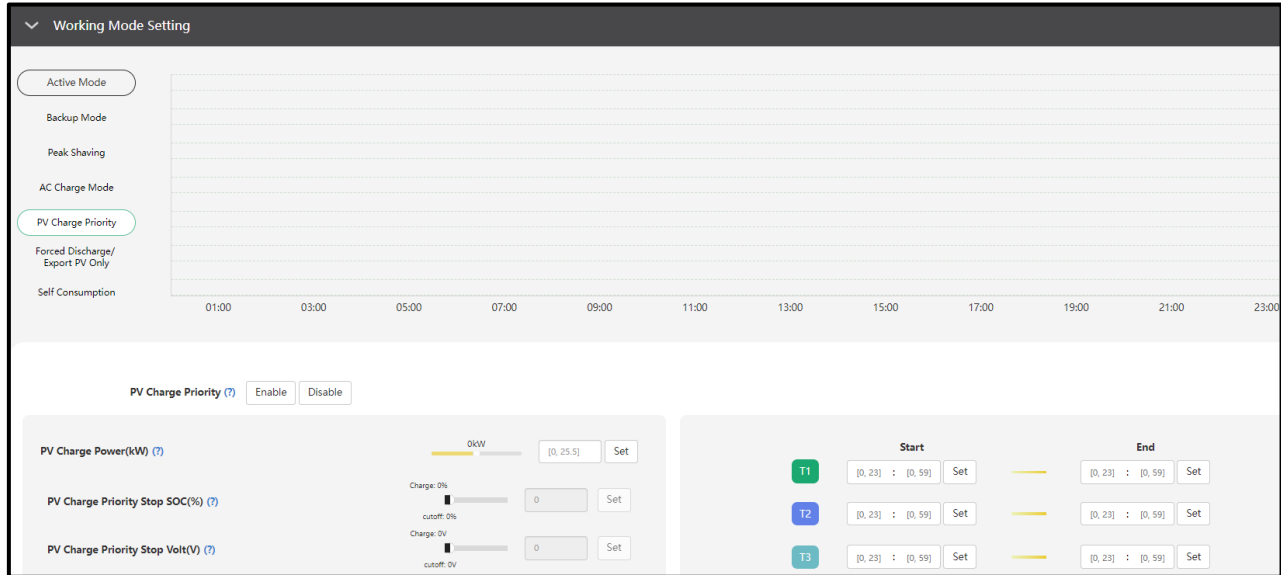 Working Mode Setting
Active Mode
Backup Mode
Peak Shaving
AC Charge Mode
PV Charge Priority
Forced Discharge/
Export PV Only
Self Consumption
01:00 03:00 05:00 07:00 09:00 11:00 13:00 15:00 17:00 19:00 21:00 23:00
PV Charge Priority (?) Enable Disable
PV Charge Power(kW) (?) 0kW [0, 25.5] Set
Charge: 0%
PV Charge Priority Stop SOC(%) (?) 0 Set
cutoff: 0%
Charge: 0V
PV Charge Priority Stop Volt(V) (?) 0 Set
cutoff: 0V
Start End
T1 [0, 23] : [0, 59] Set [0, 23] : [0, 59] Set
T2 [0, 23] : [0, 59] Set [0, 23] : [0, 59] Set
T3 [0, 23] : [0, 59] Set [0, 23] : [0, 59] Set